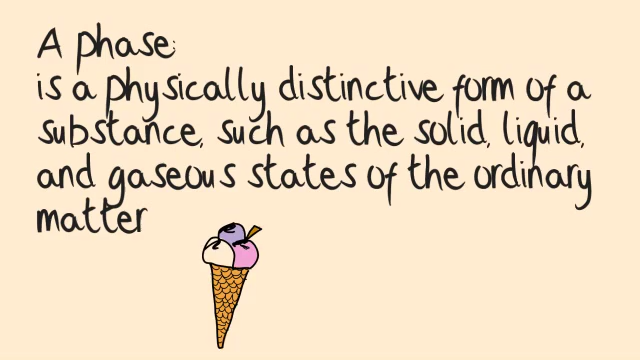 A phase:
is a physically distinctive form of a
substance, such as the solid, liquid,
and gaseous states of the ordinary
matter